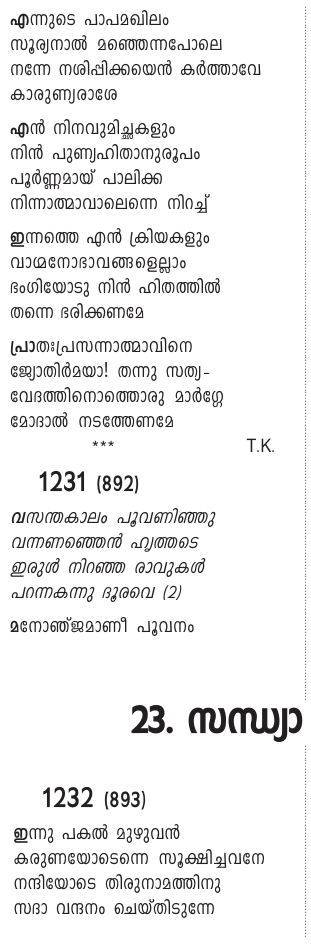 എന്നുടെ പാപമഖിലം
സൂര്യനാൽ മഞ്ഞെന്നപോലെ
നന്നേ നശിപ്പിക്കയെൻ കർത്താവേ
കാരുണ്യരാശേ
എൻ നിനവുമിച്ഛകളും
നിൻ പുണ്യഹിതാനുരൂപം
പൂർണ്ണമായ് പാലിക്ക
നിന്നാത്മാവാലെന്നെ നിറച്ച്
ഇന്നത്തെ എൻ ക്രിയകളും
വാഗ്മനോഭാവങ്ങളെല്ലാം
ഭംഗിയോടു നിൻ ഹിതത്തിൽ
തന്നെ ഭരിക്കണമേ
പ്രാതഃപ്രസന്നാത്മാവിനെ
ജ്യോതിർമയാ! തന്നു സത്യ-
വേദത്തിനൊത്തൊരു മാർഗ്ഗേ
മോദാൽ നടത്തേണമേ
*** T.K.
1231 (892)
വസന്തകാലം പൂവണിഞ്ഞു
വന്നണഞ്ഞെൻ ഹൃത്തടെ
ഇരുൾ നിറഞ്ഞ രാവുകൾ
പറന്നകന്നു ദൂരവെ (2)
മനോഞ്ജമാണീ പൂവനം
23. സന്ധ്യാ
1232 (893)
ഇന്നു പകൽ മുഴുവൻ
കരുണയോടെന്നെ സൂക്ഷിച്ചവനേ
നന്ദിയോടെ തിരുനാമത്തിനു
സദാ വന്ദനം ചെയ്തിടുന്നേ